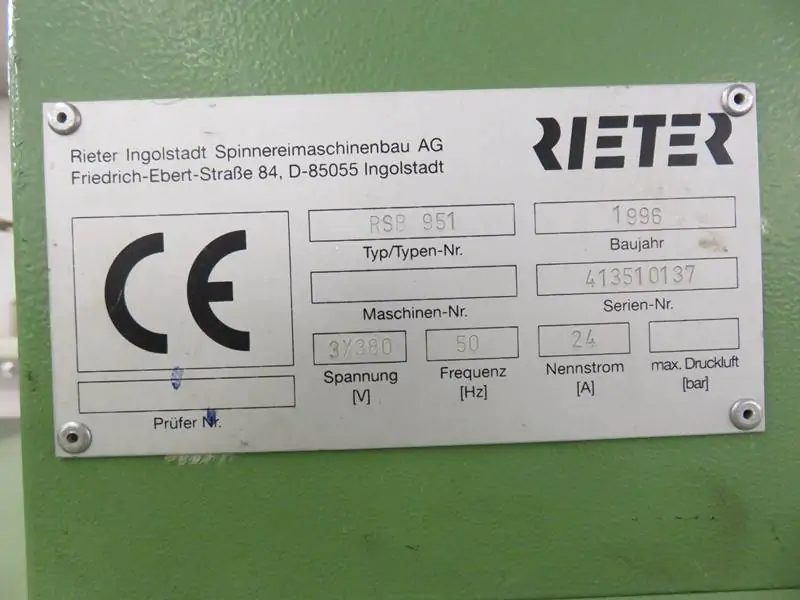 Rieter Ingolstadt Spinnereimaschinenbau AG
Friedrich-Ebert-Straße 84, D-85055 Ingolstadt
RIETER
CE
Prüfer Nr.
RSB 951
Typ/Typen-Nr.
1996
Baujahr
Maschinen-Nr.
413510137
Serien-Nr.
3X380
Spannung
[V]
50
Frequenz
[Hz]
24
Nennstrom
[A]
max. Druckluft
[bar]